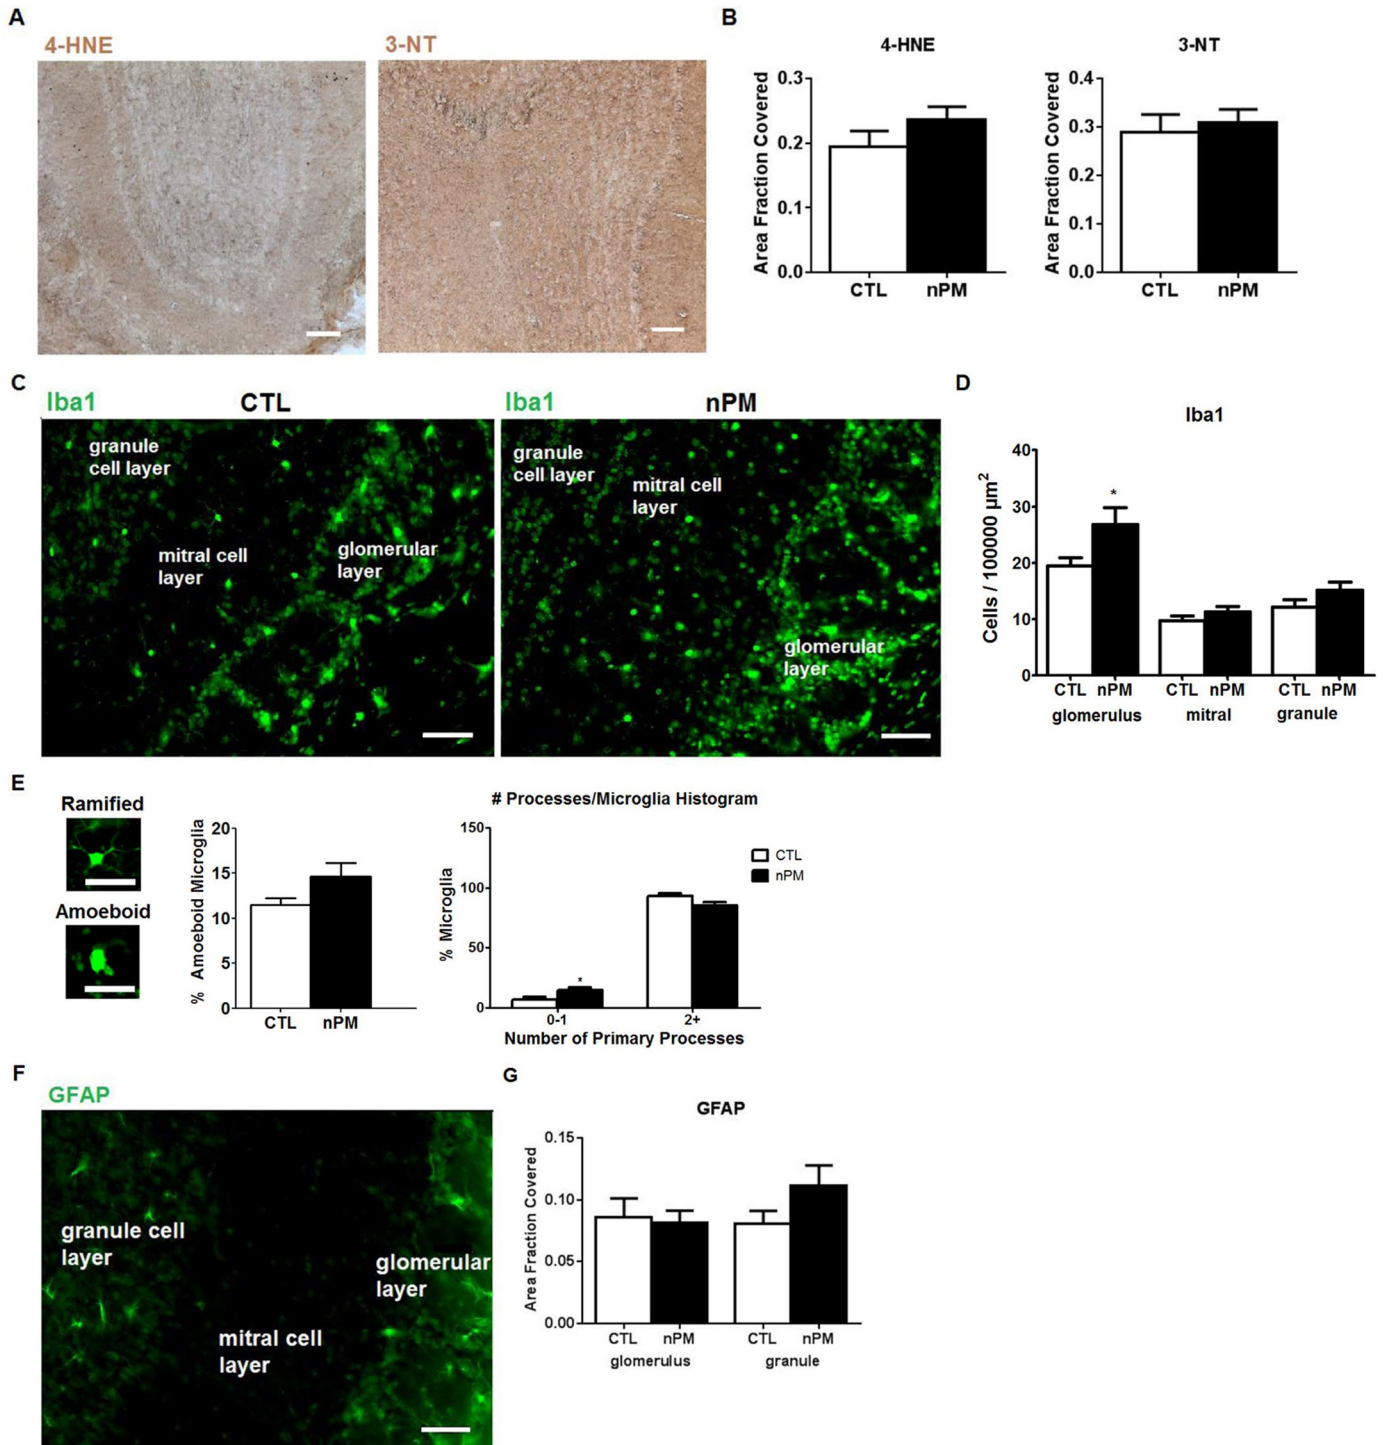 A
4-HNE
3-NT
B
4-HNE
3-NT
Area Fraction Covered
0.3
0.2
0.1
0.0
CTL
nPM
Area Fraction Covered
0.4
0.3
0.2
0.1
0.0
CTL
nPM
C
Iba1
CTL
granule
cell layer
mitral cell
layer
glomerular
layer
Iba1
nPM
granule
cell layer
mitral cell
layer
glomerular
layer
D
Iba1
Cells / 100000 µm²
40
30
20
10
0
*
CTL nPM CTL nPM CTL nPM
glomerulus mitral granule
E
Ramified
Amoeboid
% Amoeboid Microglia
20
15
10
5
0
CTL
nPM
# Processes/Microglia Histogram
% Microglia
150
100
50
0
*
CTL
nPM
0-1
2+
Number of Primary Processes
F
GFAP
granule cell
layer
mitral cell
layer
glomerular
layer
G
GFAP
Area Fraction Covered
0.15
0.10
0.05
0.00
CTL nPM CTL nPM
glomerulus granule